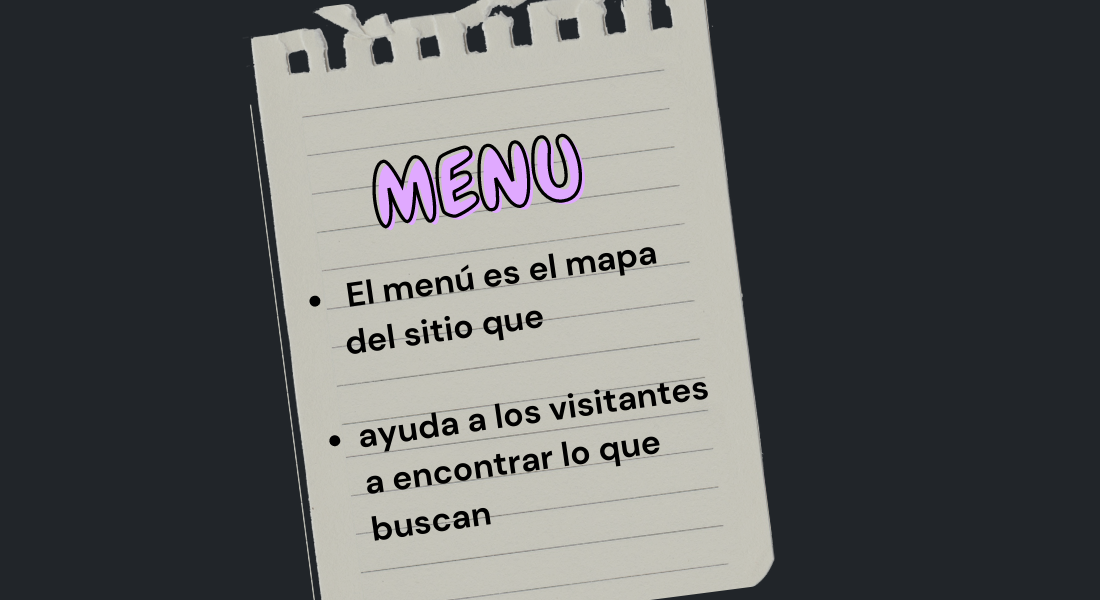 MENU
• El menú es el mapa
del sitio que
• ayuda a los visitantes
a encontrar lo que
buscan